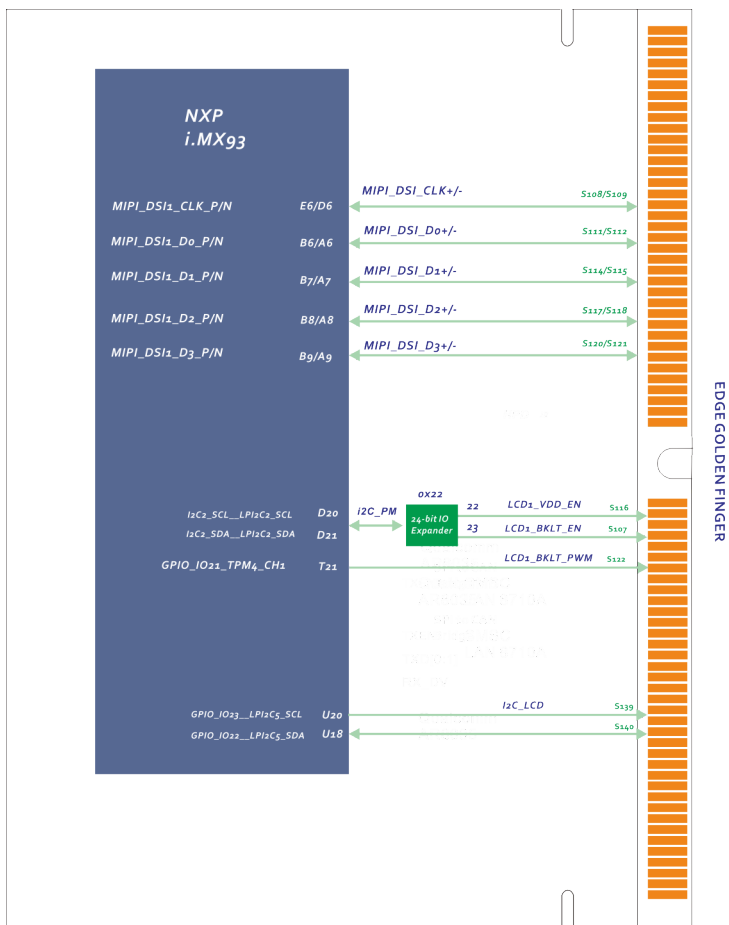 NXP
i.MX93
MIPI_DSI1_CLK_P/N E6/D6 MIPI_DSI_CLK+/- S108/S109
MIPI_DSI1_D0_P/N B6/A6 MIPI_DSI_D0+/- S111/S112
MIPI_DSI1_D1_P/N B7/A7 MIPI_DSI_D1+/- S114/S115
MIPI_DSI1_D2_P/N B8/A8 MIPI_DSI_D2+/- S117/S118
MIPI_DSI1_D3_P/N B9/A9 MIPI_DSI_D3+/- S120/S121
EDGE GOLDEN FINGER
0x22
I2C2_SCL__LPI2C2_SCL D20 I2C_PM 22 LCD1_VDD_EN S116
24-bit IO
Expander
I2C2_SDA__LPI2C2_SDA D21 23 LCD1_BKLT_EN S107
GPIO_IO21_TPM4_CH1 T21 LCD1_BKLT_PWM S122
GPIO_IO23__LPI2C5_SCL U20 I2C_LCD S139
GPIO_IO22__LPI2C5_SDA U18 S140